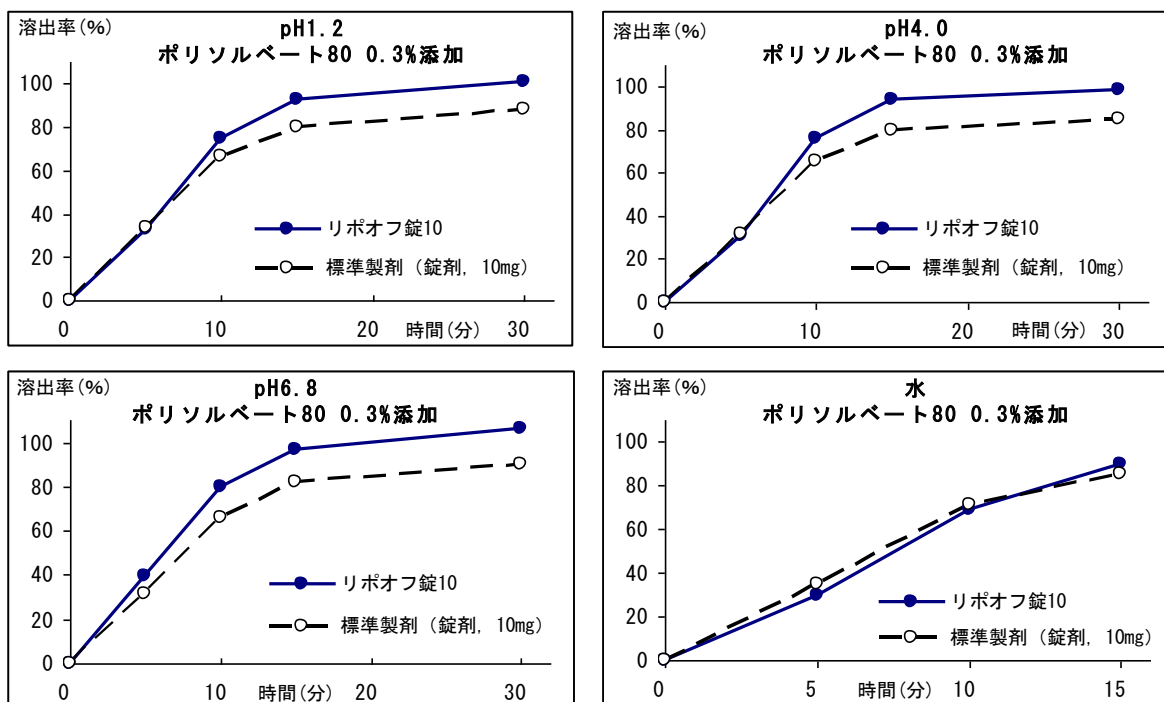 溶出率(%)
pH1.2
ポリソルベート80 0.3%添加
100
80
60
40
20
0
リポオフ錠10
標準製剤（錠剤, 10mg）
0 10 20 時間(分) 30
溶出率(%)
pH4.0
ポリソルベート80 0.3%添加
100
80
60
40
20
0
リポオフ錠10
標準製剤（錠剤, 10mg）
0 10 20 時間(分) 30
溶出率(%)
pH6.8
ポリソルベート80 0.3%添加
100
80
60
40
20
0
リポオフ錠10
標準製剤（錠剤, 10mg）
0 10 20 時間(分) 30
溶出率(%)
水
ポリソルベート80 0.3%添加
100
80
60
40
20
0
リポオフ錠10
標準製剤（錠剤, 10mg）
0 5 時間(分) 10 15